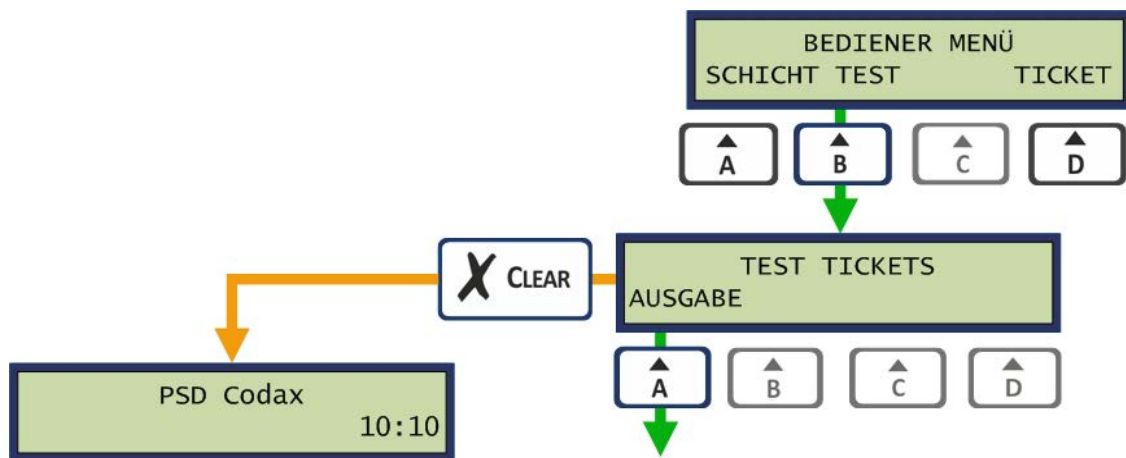 BEDIENER MENÜ
SCHICHT TEST TICKET
A B C D
X CLEAR
TEST TICKETS
AUSGABE
A B C D
PSD Codax
10:10